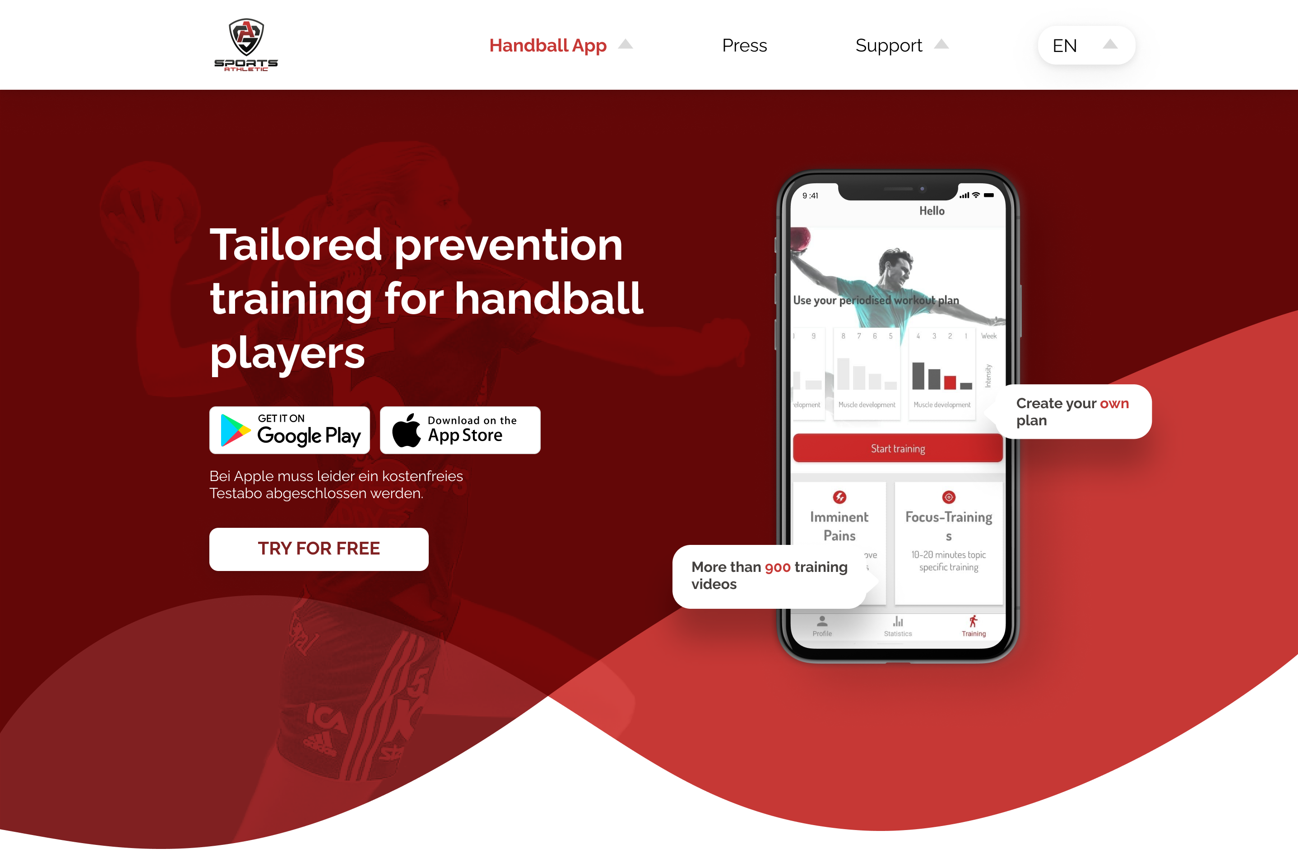 SPORTS
ATHLETIC
Handball App
Press
Support
EN
Tailored prevention
training for handball
players
GET IT ON
Google Play
Download on the
App Store
Bei Apple muss leider ein kostenfreies
Testabo abgeschlossen werden.
TRY FOR FREE
9:41
Hello
Use your periodised workout plan
9 8 7 6 5 4 3 2 1 Week
Intensity
Muscle development
Muscle development
Start training
Create your own
plan
Imminent
Pains
Focus-Training
s
10-20 minutes topic
specific training
More than 900 training
videos
Profile
Statistics
Training
ICA
adidas
5